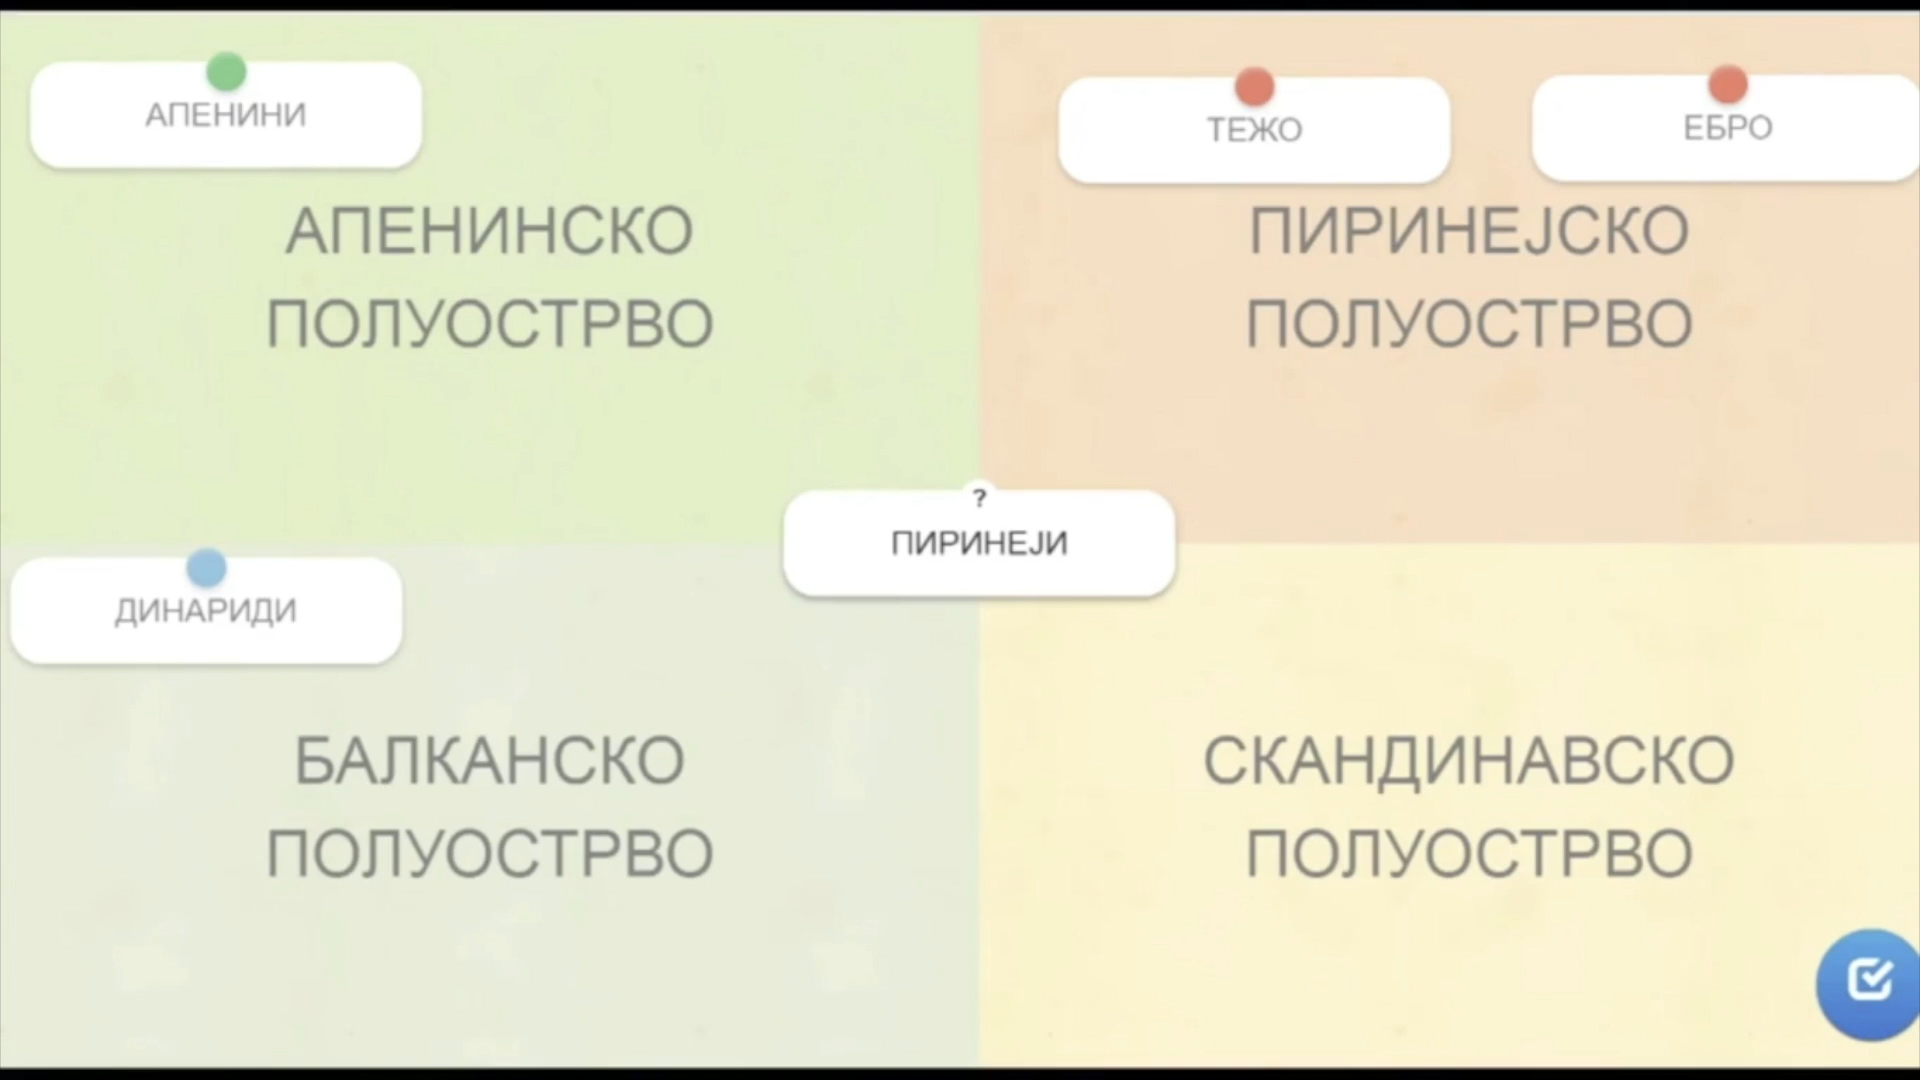 АПЕНИНИ
АПЕНИНСКО
ПОЛУОСТРВО
ТЕЖО
ЕБРО
ПИРИНЕЈСКО
ПОЛУОСТРВО
?
ПИРИНЕЈИ
ДИНАРИДИ
БАЛКАНСКО
ПОЛУОСТРВО
СКАНДИНАВСКО
ПОЛУОСТРВО